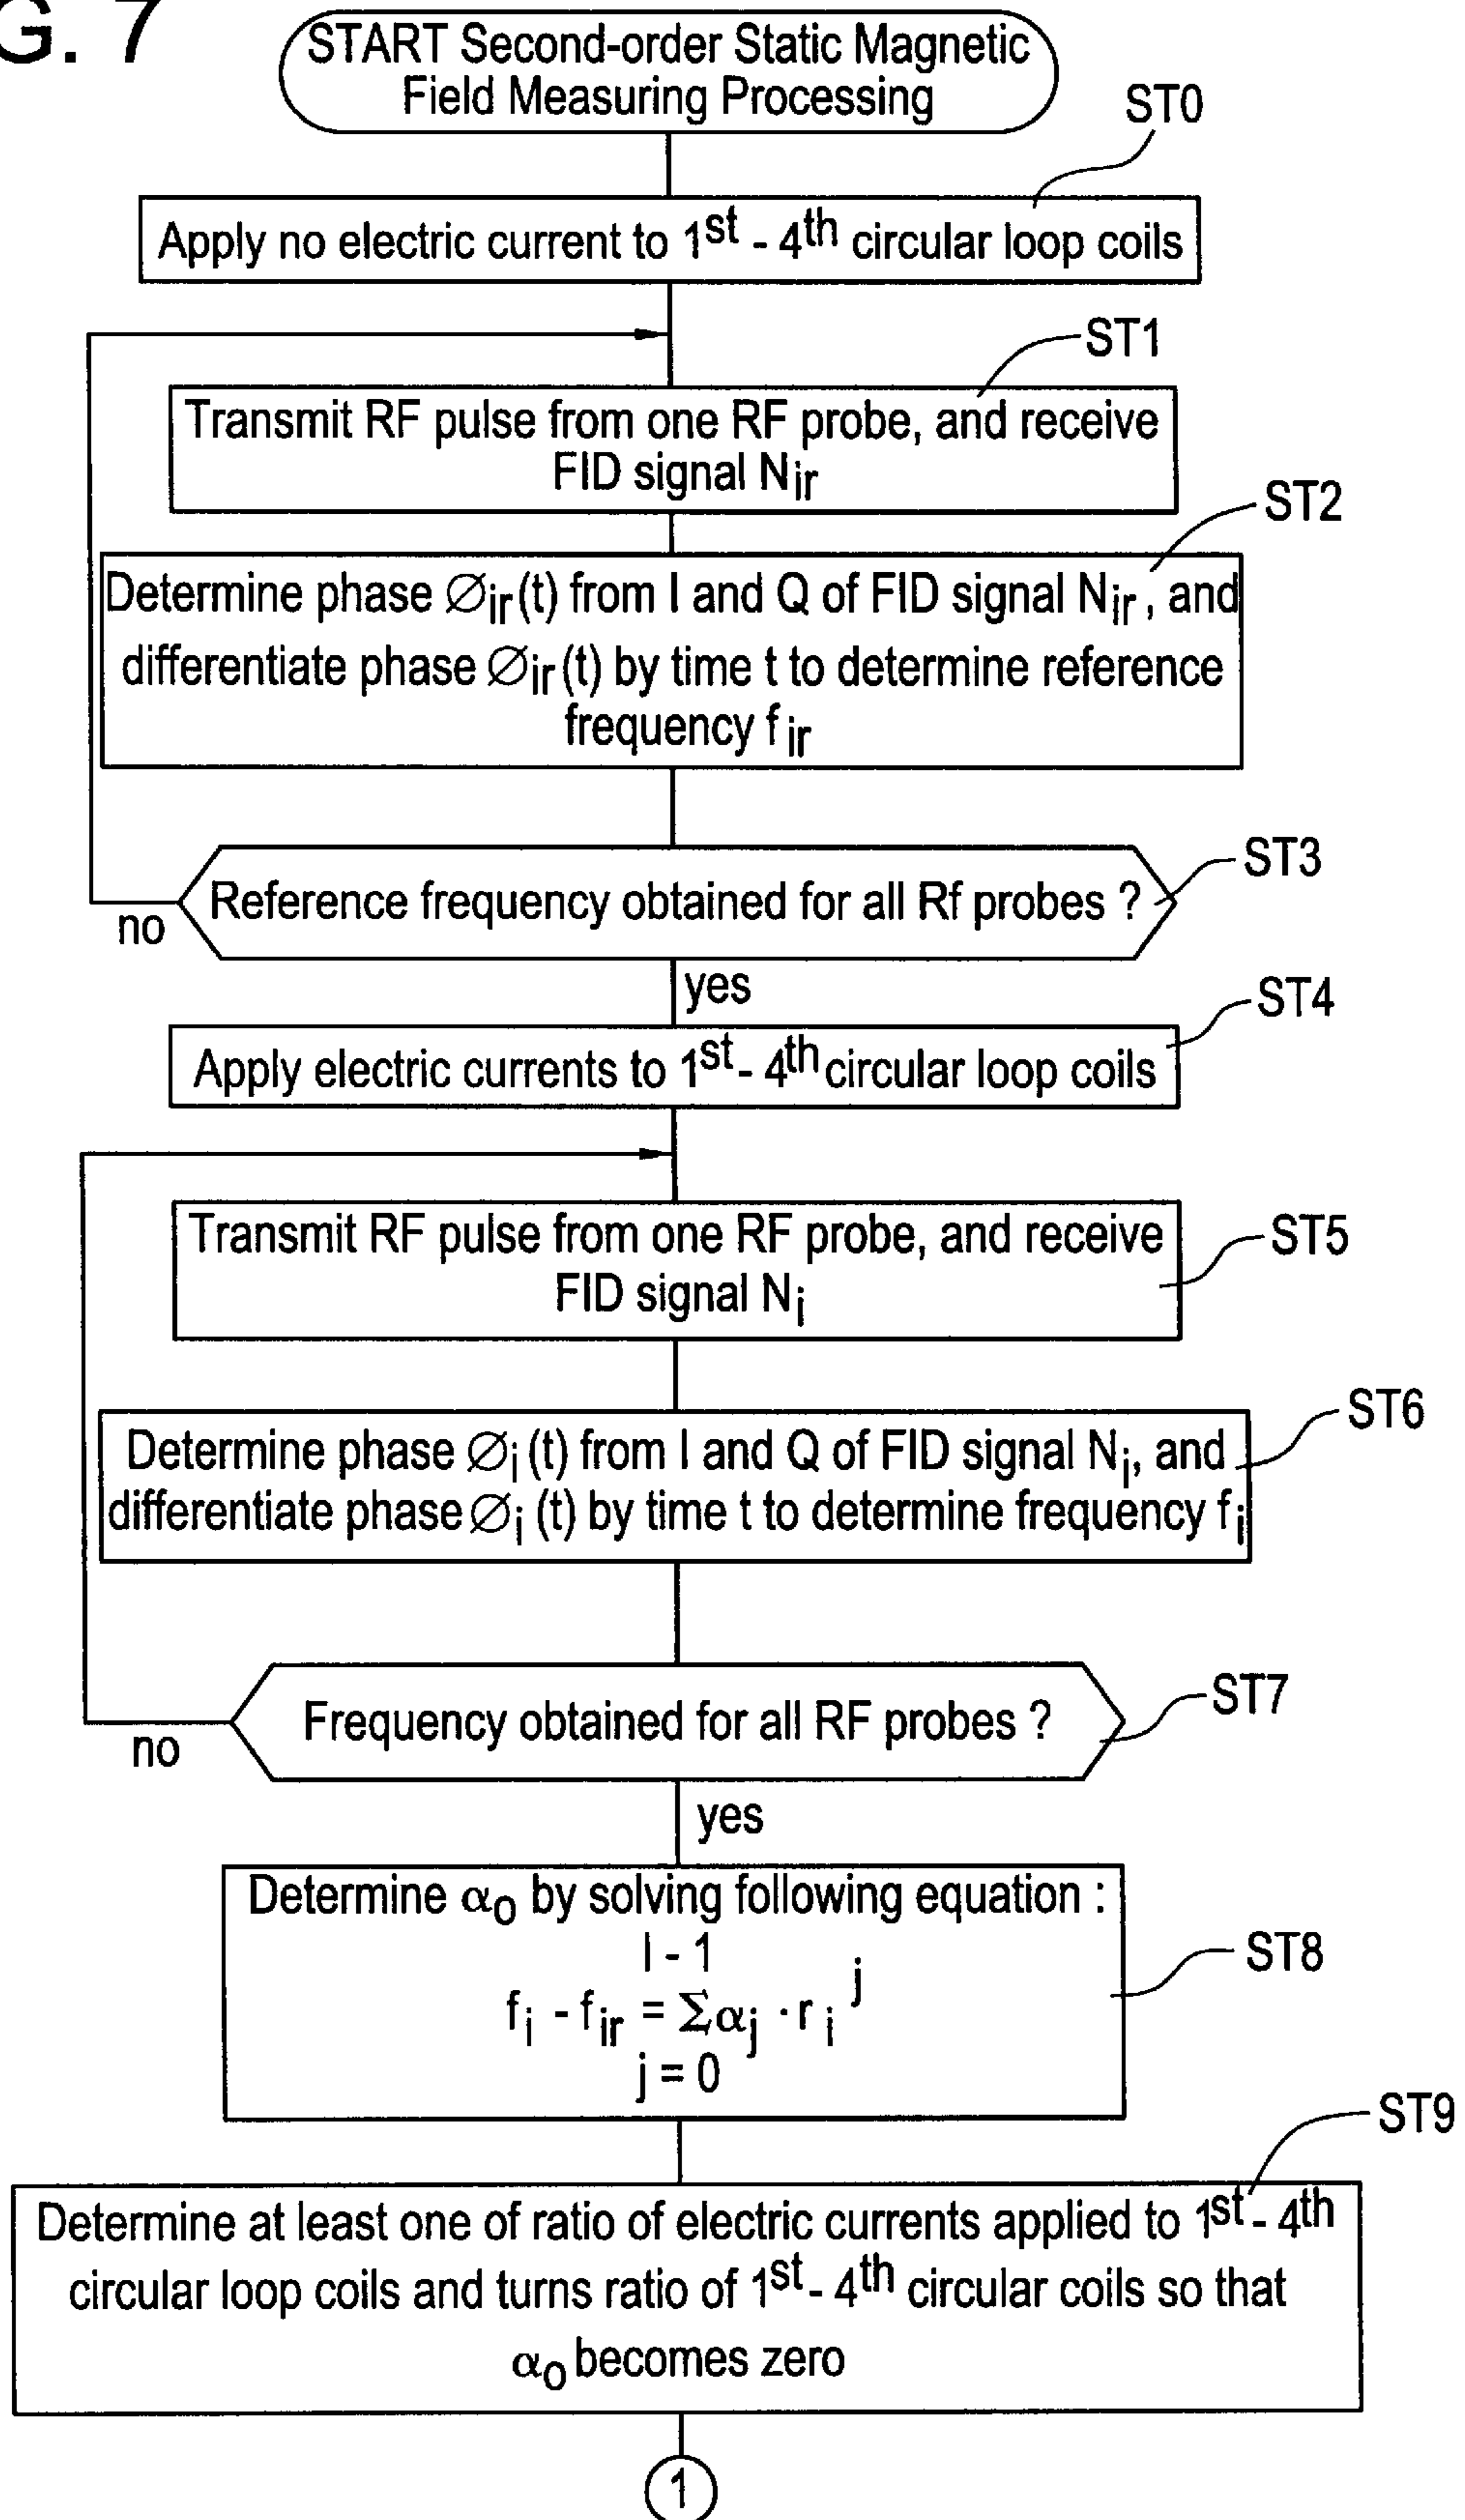 G. 7
START Second-order Static Magnetic
Field Measuring Processing
ST0
Apply no electric current to 1st - 4th circular loop coils
ST1
Transmit RF pulse from one RF probe, and receive
FID signal Nir
ST2
Determine phase ∅ir(t) from I and Q of FID signal Nir, and
differentiate phase ∅ir(t) by time t to determine reference
frequency fir
ST3
Reference frequency obtained for all Rf probes ?
no
yes
ST4
Apply electric currents to 1st - 4th circular loop coils
ST5
Transmit RF pulse from one RF probe, and receive
FID signal Ni
ST6
Determine phase ∅i (t) from I and Q of FID signal Ni, and
differentiate phase ∅i (t) by time t to determine frequency fi
ST7
Frequency obtained for all RF probes ?
no
yes
Determine α0 by solving following equation :
I - 1
fi - fir = Σαj · ri j
j = 0
ST8
ST9
Determine at least one of ratio of electric currents applied to 1st - 4th
circular loop coils and turns ratio of 1st - 4th circular coils so that
α0 becomes zero
1